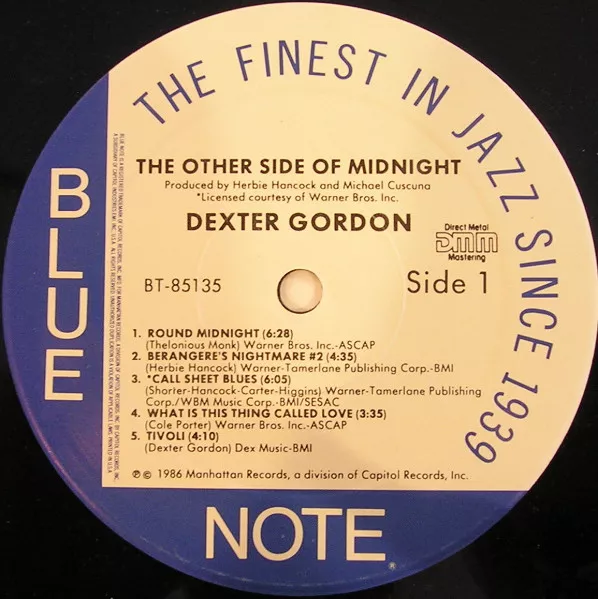 THE FINEST IN JAZZ SINCE 1939
BLUE
THE OTHER SIDE OF MIDNIGHT
Produced by Herbie Hancock and Michael Cuscuna
*Licensed courtesy of Warner Bros. Inc.
DEXTER GORDON
Direct Metal
DMM
Mastering
BT-85135
Side 1
1. ROUND MIDNIGHT (6:28)
(Thelonious Monk) Warner Bros. Inc.-ASCAP
2. BERANGERE'S NIGHTMARE #2 (4:35)
(Herbie Hancock) Warner-Tamerlane Publishing Corp.-BMI
3. *CALL SHEET BLUES (6:05)
(Shorter-Hancock-Carter-Higgins) Warner-Tamerlane Publishing
Corp./WBM Music Corp.-BMI/SESAC
4. WHAT IS THIS THING CALLED LOVE (3:35)
(Cole Porter) Warner Bros. Inc.-ASCAP
5. TIVOLI (4:10)
(Dexter Gordon) Dex Music-BMI
℗ © 1986 Manhattan Records, a division of Capitol Records, Inc.
NOTE®